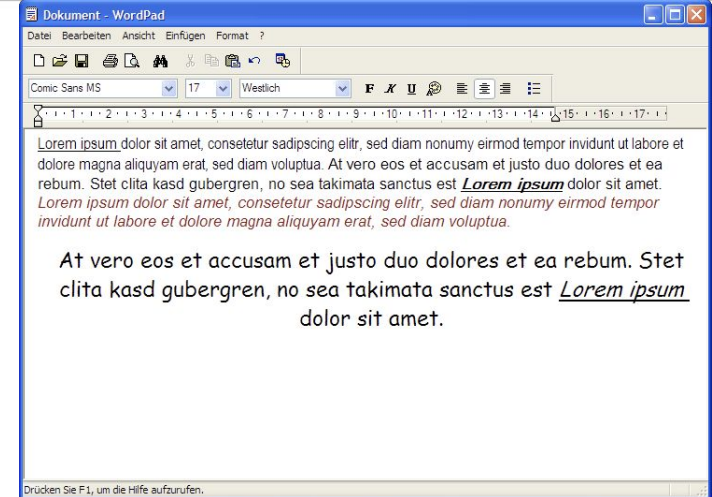 Dokument - WordPad
Datei Bearbeiten Ansicht Einfügen Format ?
Comic Sans MS 17 Westlich F K U
1 2 3 4 5 6 7 8 9 10 11 12 13 14 15 16 17
Lorem ipsum dolor sit amet, consetetur sadipscing elitr, sed diam nonumy eirmod tempor invidunt ut labore et
dolore magna aliquyam erat, sed diam voluptua. At vero eos et accusam et justo duo dolores et ea
rebum. Stet clita kasd gubergren, no sea takimata sanctus est Lorem ipsum dolor sit amet.
Lorem ipsum dolor sit amet, consetetur sadipscing elitr, sed diam nonumy eirmod tempor
invidunt ut labore et dolore magna aliquyam erat, sed diam voluptua.
At vero eos et accusam et justo duo dolores et ea rebum. Stet
clita kasd gubergren, no sea takimata sanctus est Lorem ipsum
dolor sit amet.
Drücken Sie F1, um die Hilfe aufzurufen.